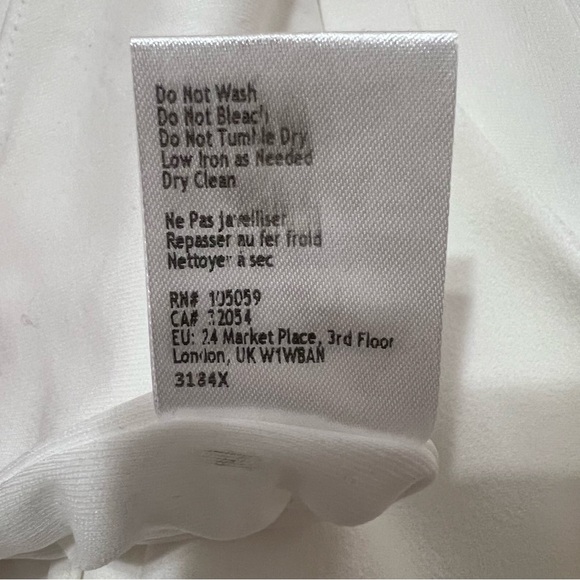 Do Not Wash
Do Not Bleach
Do Not Tumble Dry
Low Iron as Needed
Dry Clean
Ne Pas javelliser
Repasser au fer froid
Nettoyer à sec
RN# 105059
CA# 32054
EU: 24 Market Place, 3rd Floor
London, UK W1W8AN
3184X